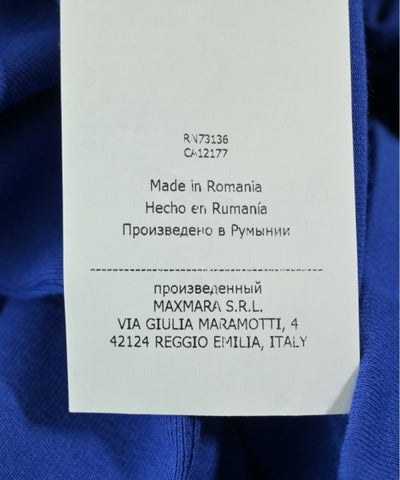 RN73136
CA12177
Made in Romania
Hecho en Rumanía
Произведено в Румынии
произведенный
MAXMARA S.R.L.
VIA GIULIA MARAMOTTI, 4
42124 REGGIO EMILIA, ITALY